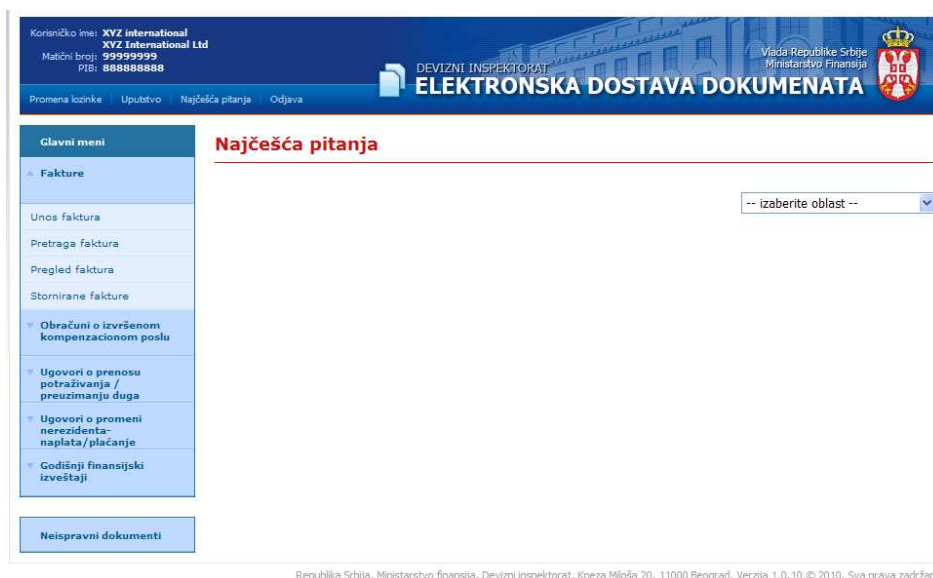 Korisničko ime: XYZ international
XYZ International Ltd
Matični broj: 99999999
PIB: 888888888
Vlada Republike Srbije
Ministarstvo Finansija
DEVIZNI INSPEKTORAT
ELEKTRONSKA DOSTAVA DOKUMENATA
Promena lozinke Uputstvo Najčešća pitanja Odjava
Glavni meni
Fakture
Unos faktura
Pretraga faktura
Pregled faktura
Stornirane fakture
Obračuni o izvršenom
kompenzacionom poslu
Ugovori o prenosu
potraživanja /
preuzimanju duga
Ugovori o promeni
nerezidenta-
naplata/plaćanje
Godišnji finansijski
izveštaji
Neispravni dokumenti
Najčešća pitanja
-- izaberite oblast --
Republika Srbija, Ministarstvo finansija, Devizni inspektorat, Kneza Miloša 20, 11000 Beograd, Verzija 1.0.10 © 2010. Sva prava zadržan